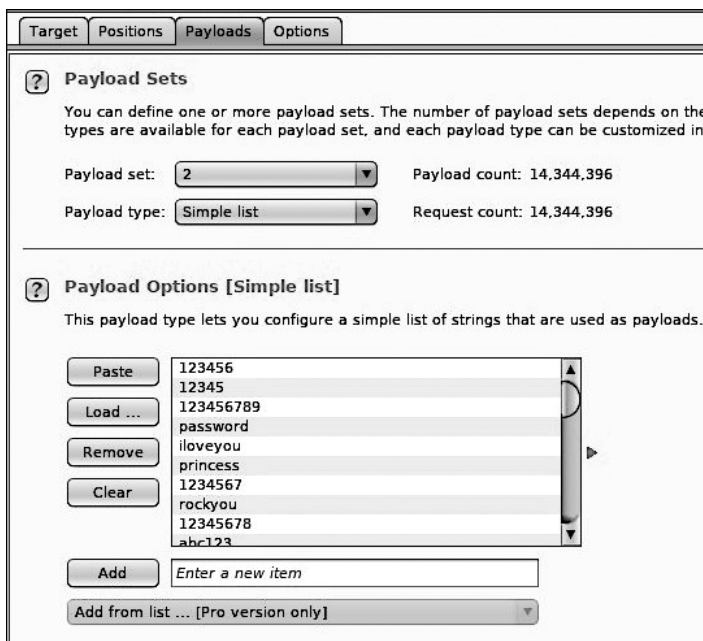 Target Positions Payloads Options
? Payload Sets
You can define one or more payload sets. The number of payload sets depends on the
types are available for each payload set, and each payload type can be customized in
Payload set: 2 Payload count: 14,344,396
Payload type: Simple list Request count: 14,344,396
? Payload Options [Simple list]
This payload type lets you configure a simple list of strings that are used as payloads.
Paste
Load ...
Remove
Clear
123456
12345
123456789
password
iloveyou
princess
1234567
rockyou
12345678
abc123
Add Enter a new item
Add from list ... [Pro version only]